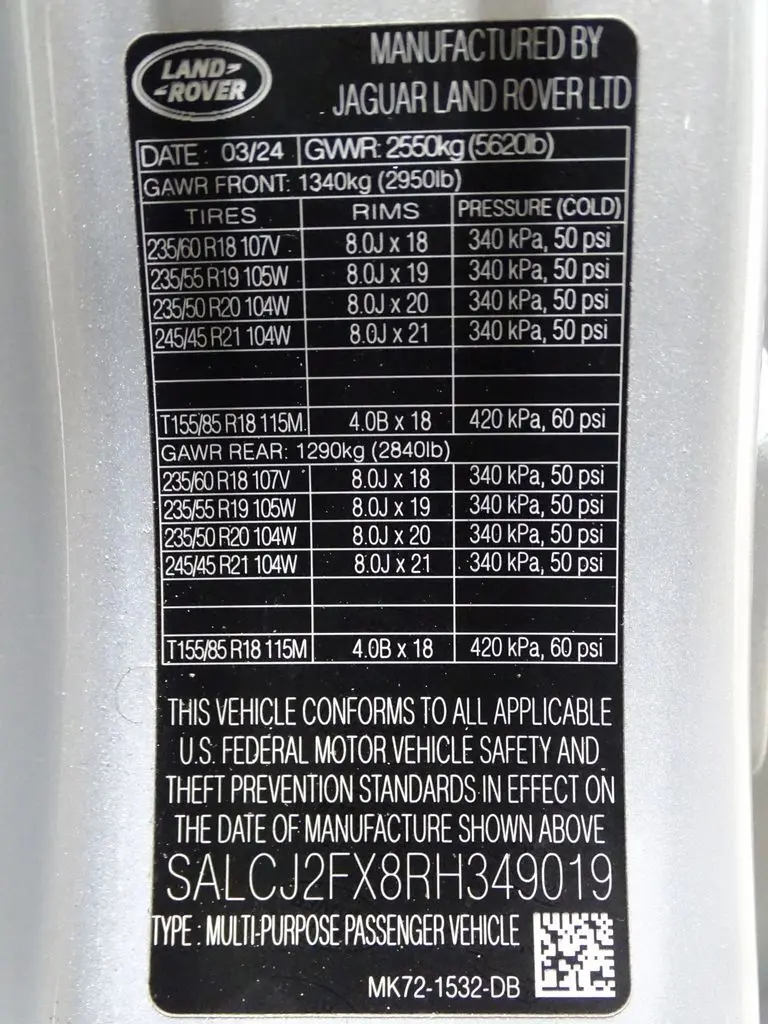 LAND-
-ROVER
MANUFACTURED BY
JAGUAR LAND ROVER LTD
DATE: 03/24 GVWR: 2550kg (5620lb)
GAWR FRONT: 1340kg (2950lb)
TIRES RIMS PRESSURE (COLD)
235/60 R18 107V 8.0J x 18 340 kPa, 50 psi
235/55 R19 105W 8.0J x 19 340 kPa, 50 psi
235/50 R20 104W 8.0J x 20 340 kPa, 50 psi
245/45 R21 104W 8.0J x 21 340 kPa, 50 psi
T155/85 R18 115M 4.0B x 18 420 kPa, 60 psi
GAWR REAR: 1290kg (2840lb)
235/60 R18 107V 8.0J x 18 340 kPa, 50 psi
235/55 R19 105W 8.0J x 19 340 kPa, 50 psi
235/50 R20 104W 8.0J x 20 340 kPa, 50 psi
245/45 R21 104W 8.0J x 21 340 kPa, 50 psi
T155/85 R18 115M 4.0B x 18 420 kPa, 60 psi
THIS VEHICLE CONFORMS TO ALL APPLICABLE
U.S. FEDERAL MOTOR VEHICLE SAFETY AND
THEFT PREVENTION STANDARDS IN EFFECT ON
THE DATE OF MANUFACTURE SHOWN ABOVE
SALCJ2FX8RH349019
TYPE: MULTI-PURPOSE PASSENGER VEHICLE
MK72-1532-DB